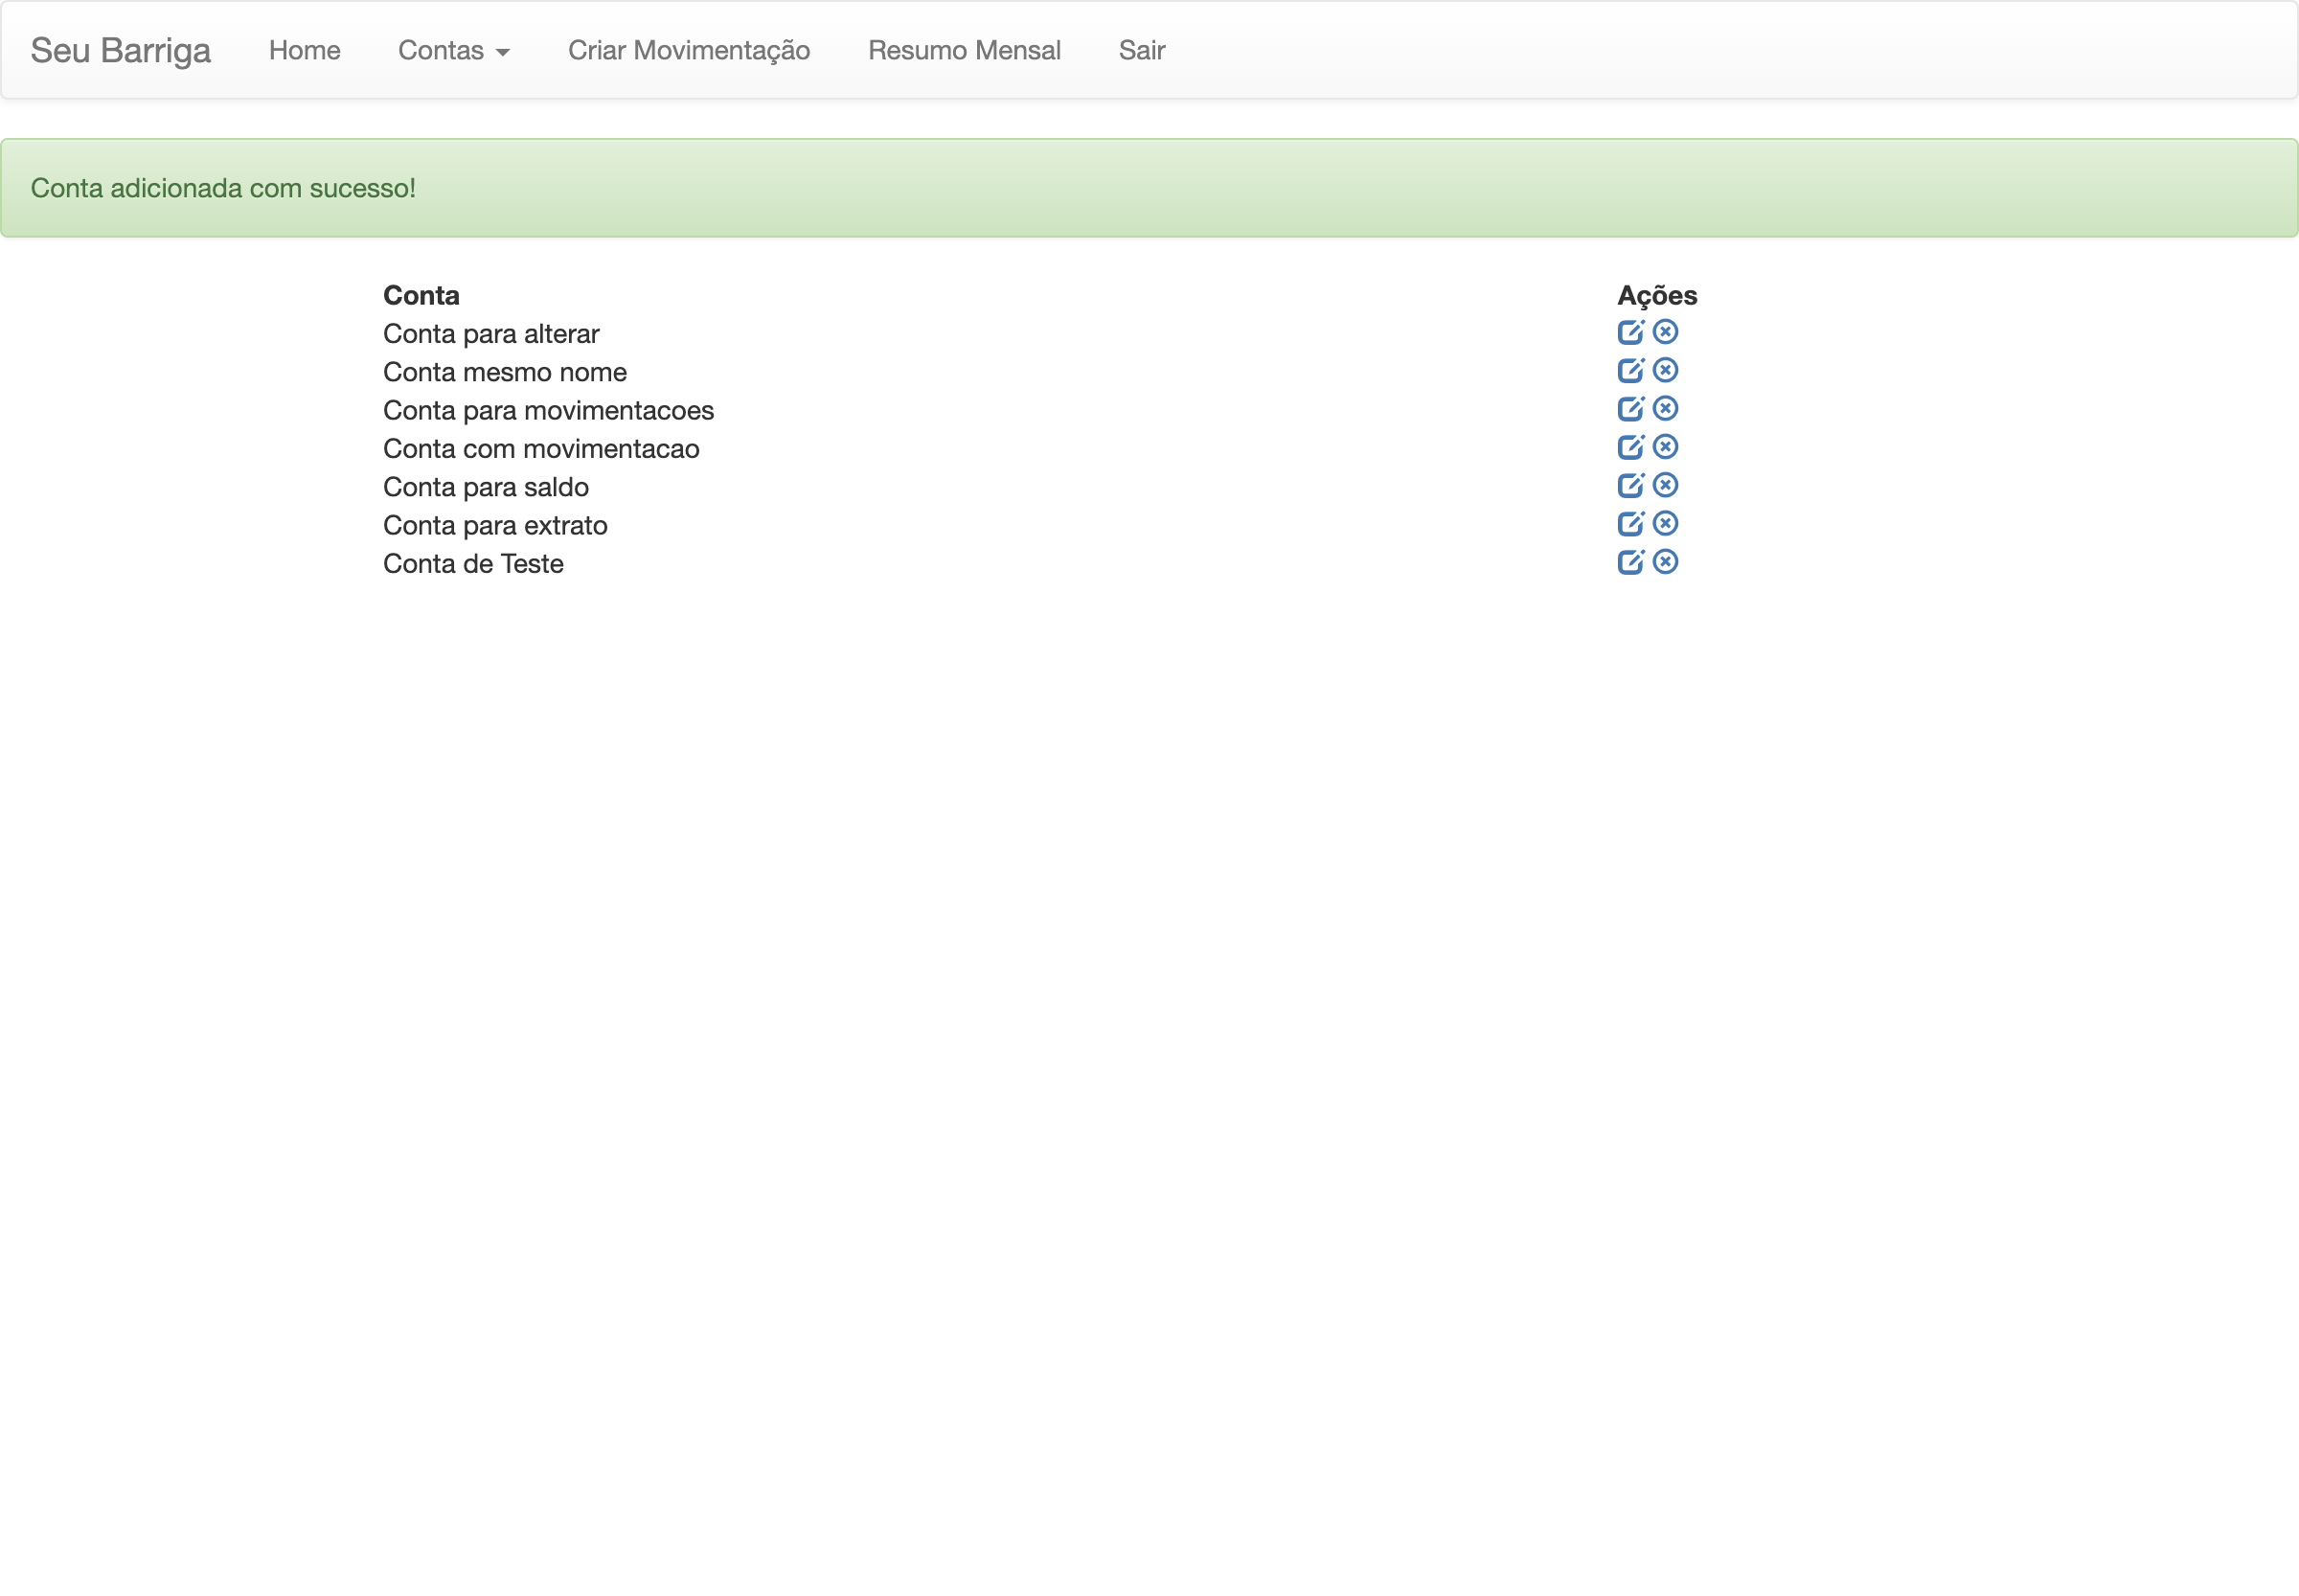 Seu Barriga Home Contas Criar Movimentação Resumo Mensal Sair
Conta adicionada com sucesso!
Conta Ações
Conta para alterar
Conta mesmo nome
Conta para movimentacoes
Conta com movimentacao
Conta para saldo
Conta para extrato
Conta de Teste